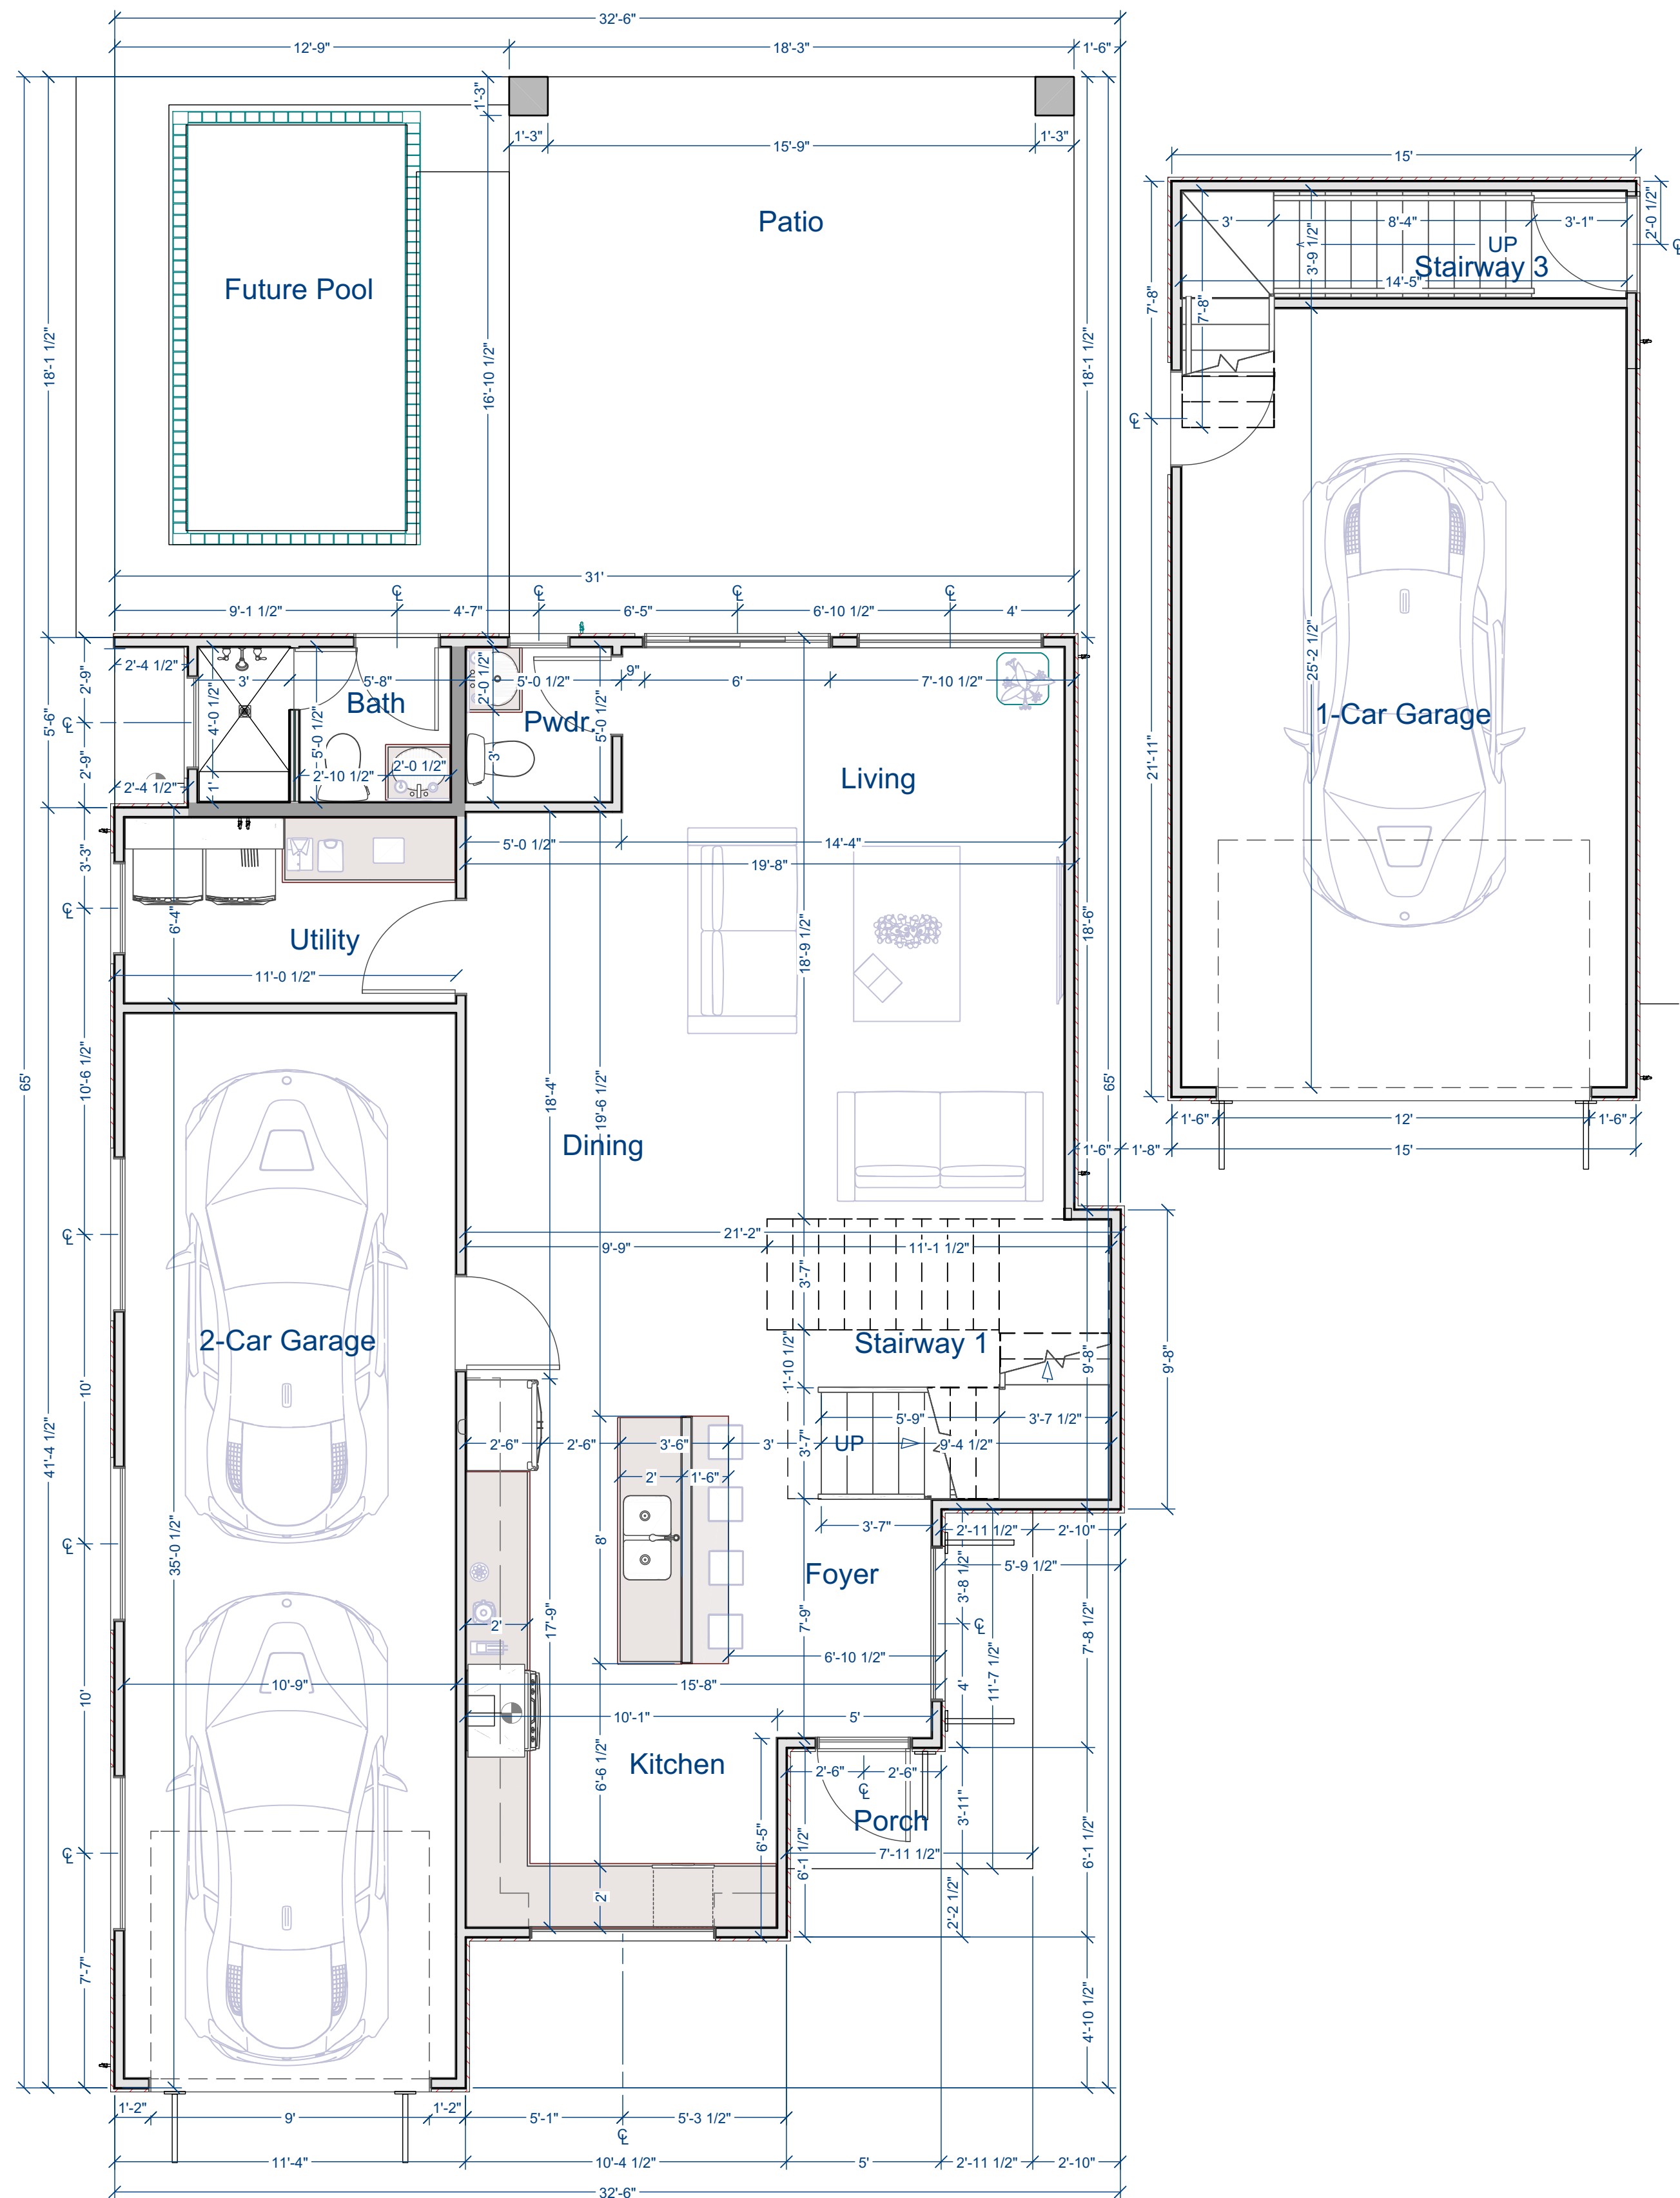 32'-6"
12'-9" 18'-3" 1'-6"
1'-3"
1'-3" 15'-9" 1'-3"
15'
2'-0 1/2"
3' 8'-4" 3'-1"
Patio
UP
3'-9 1/2"
Stairway 3
14'-5"
℄
Future Pool
7'-8"
7'-8"
18'-1 1/2"
16'-10 1/2"
18'-1 1/2"
℄
31'
℄ ℄ ℄ ℄
9'-1 1/2" 4'-7" 6'-5" 6'-10 1/2" 4'
25'-2 1/2"
2'-9"
2'-4 1/2"
3' 5'-8"
2'-0 1/2"
5'-0 1/2"
9"
6' 7'-10 1/2"
Bath
4'-0 1/2"
5'-0 1/2"
5'-0 1/2"
5'-6"
℄
Pwdr.
1-Car Garage
2'-9"
3'
2'-0 1/2"
2'-10 1/2"
2'-4 1/2"
1'
Living
21'-11"
3'-3"
5'-0 1/2" 14'-4"
19'-8"
℄
6'-4"
Utility
18'-9 1/2"
18'-6"
11'-0 1/2"
65'
10'-6 1/2"
18'-4"
19'-6 1/2"
65'
1'-6" 12' 1'-6"
Dining
1'-6" 1'-8" 15'
℄
21'-2"
9'-9" 11'-1 1/2"
3'-7"
2-Car Garage
Stairway 1
1'-10 1/2"
9'-8"
9'-8"
10'
5'-9" 3'-7 1/2"
41'-4 1/2"
2'-6" 2'-6" 3'-6" 3'
3'-7"
UP
9'-4 1/2"
2' 1'-6"
3'-7"
2'-11 1/2" 2'-10"
℄
35'-0 1/2"
8'
5'-9 1/2"
Foyer
3'-8 1/2"
2'
17'-9"
7'-9"
℄
7'-8 1/2"
6'-10 1/2"
11'-7 1/2"
10'
10'-9" 15'-8"
4'
10'-1" 5'
Kitchen
6'-6 1/2"
2'-6" 2'-6"
℄
Porch
3'-11"
6'-5"
6'-1 1/2"
6'-1 1/2"
℄
7'-11 1/2"
2'
2'-2 1/2"
7'-7"
4'-10 1/2"
1'-2" 9' 1'-2" 5'-1" 5'-3 1/2"
℄
11'-4" 10'-4 1/2" 5' 2'-11 1/2" 2'-10"
32'-6"